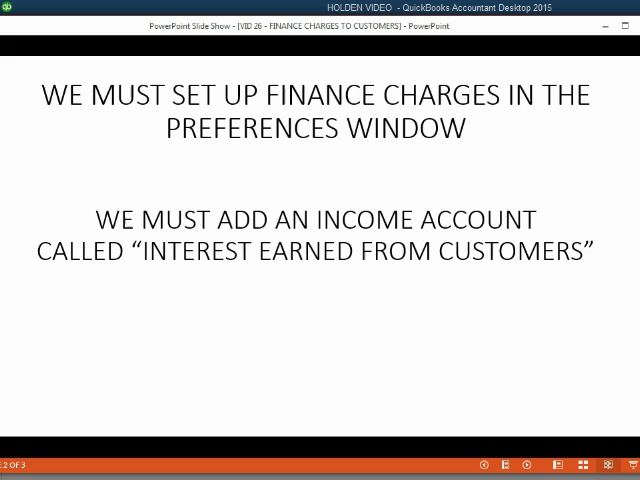 HOLDEN VIDEO - QuickBooks Accountant Desktop 2015
PowerPoint Slide Show - [VID 26 - FINANCE CHARGES TO CUSTOMERS] - PowerPoint
WE MUST SET UP FINANCE CHARGES IN THE
PREFERENCES WINDOW
WE MUST ADD AN INCOME ACCOUNT
CALLED “INTEREST EARNED FROM CUSTOMERS”
2 OF 3